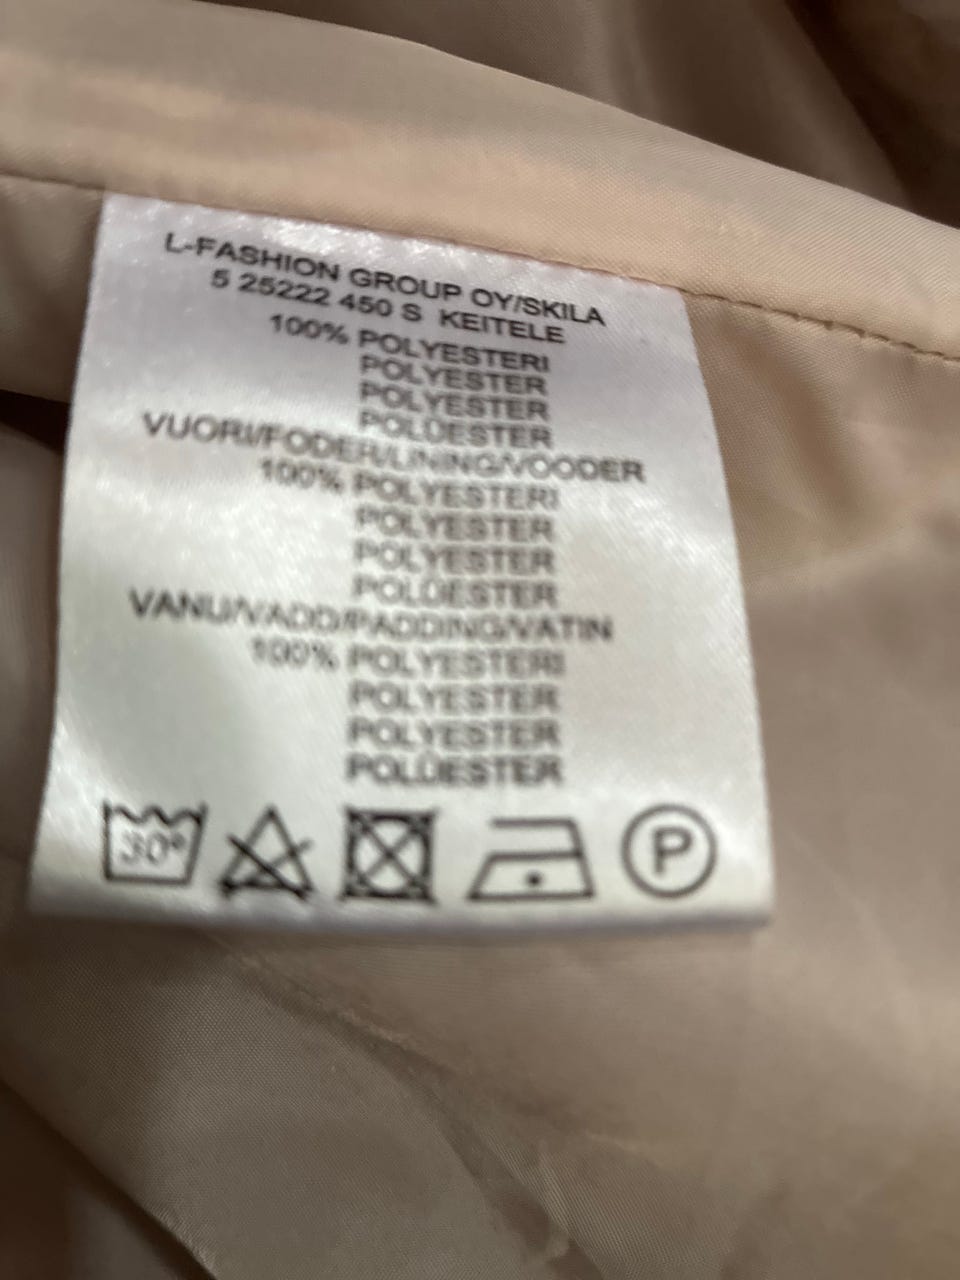 L-FASHION GROUP OY/SKILA
5 25222 450 S KEITELE
100% POLYESTERI
POLYESTER
POLYESTER
POLÜESTER
VUORI/FODER/LINING/VOODER
100% POLYESTERI
POLYESTER
POLYESTER
POLÜESTER
VANU/VADD/PADDING/VATIN
100% POLYESTERI
POLYESTER
POLYESTER
POLÜESTER
30° P